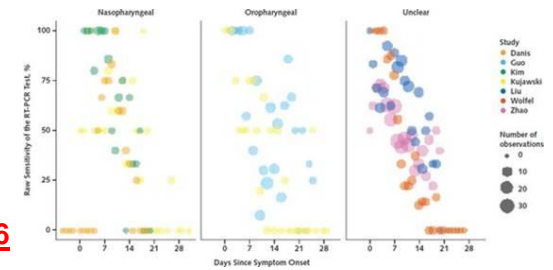 Nasopharyngeal
Oropharyngeal
Unclear
Raw Sensitivity of the RT-PCR Test, %
100
75
50
25
0
0 7 14 21 28
0 7 14 21 28
0 7 14 21 28
Days Since Symptom Onset
Study
Danis
Guo
Kim
Kujawski
Liu
Wolfel
Zhao
Number of
observations
0
10
20
30
6